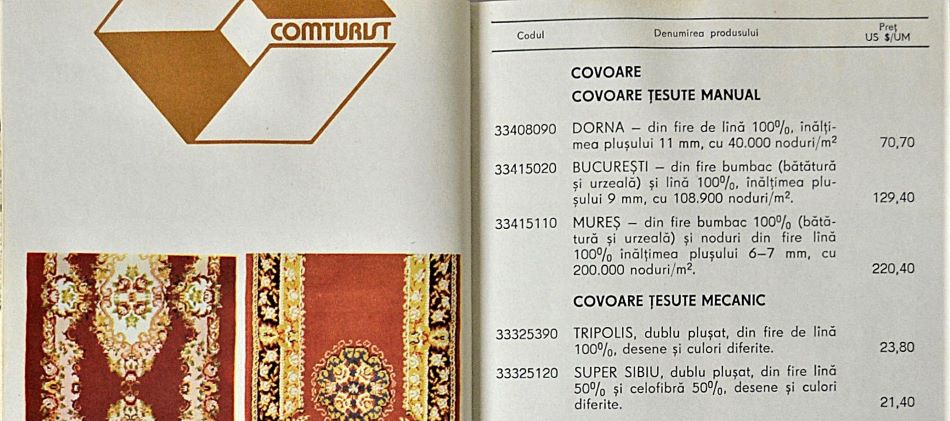 COMTURIST
Codul Denumirea produsului Preț US $/UM
COVOARE
COVOARE ȚESUTE MANUAL
33408090 DORNA — din fire de lînă 100%, înălți-
mea plușului 11 mm, cu 40.000 noduri/m² 70,70
33415020 BUCUREȘTI — din fire bumbac (bătătură
și urzeală) și lînă 100%, înălțimea plu-
șului 9 mm, cu 108.900 noduri/m². 129,40
33415110 MUREȘ — din fire bumbac 100% (bătă-
tură și urzeală) și noduri din fire lînă
100% înălțimea plușului 6—7 mm, cu
200.000 noduri/m². 220,40
COVOARE ȚESUTE MECANIC
33325390 TRIPOLIS, dublu plușat, din fire de lînă
100%, desene și culori diferite. 23,80
33325120 SUPER SIBIU, dublu plușat, din fire lînă
50% și celofibră 50%, desene și culori
diferite. 21,40